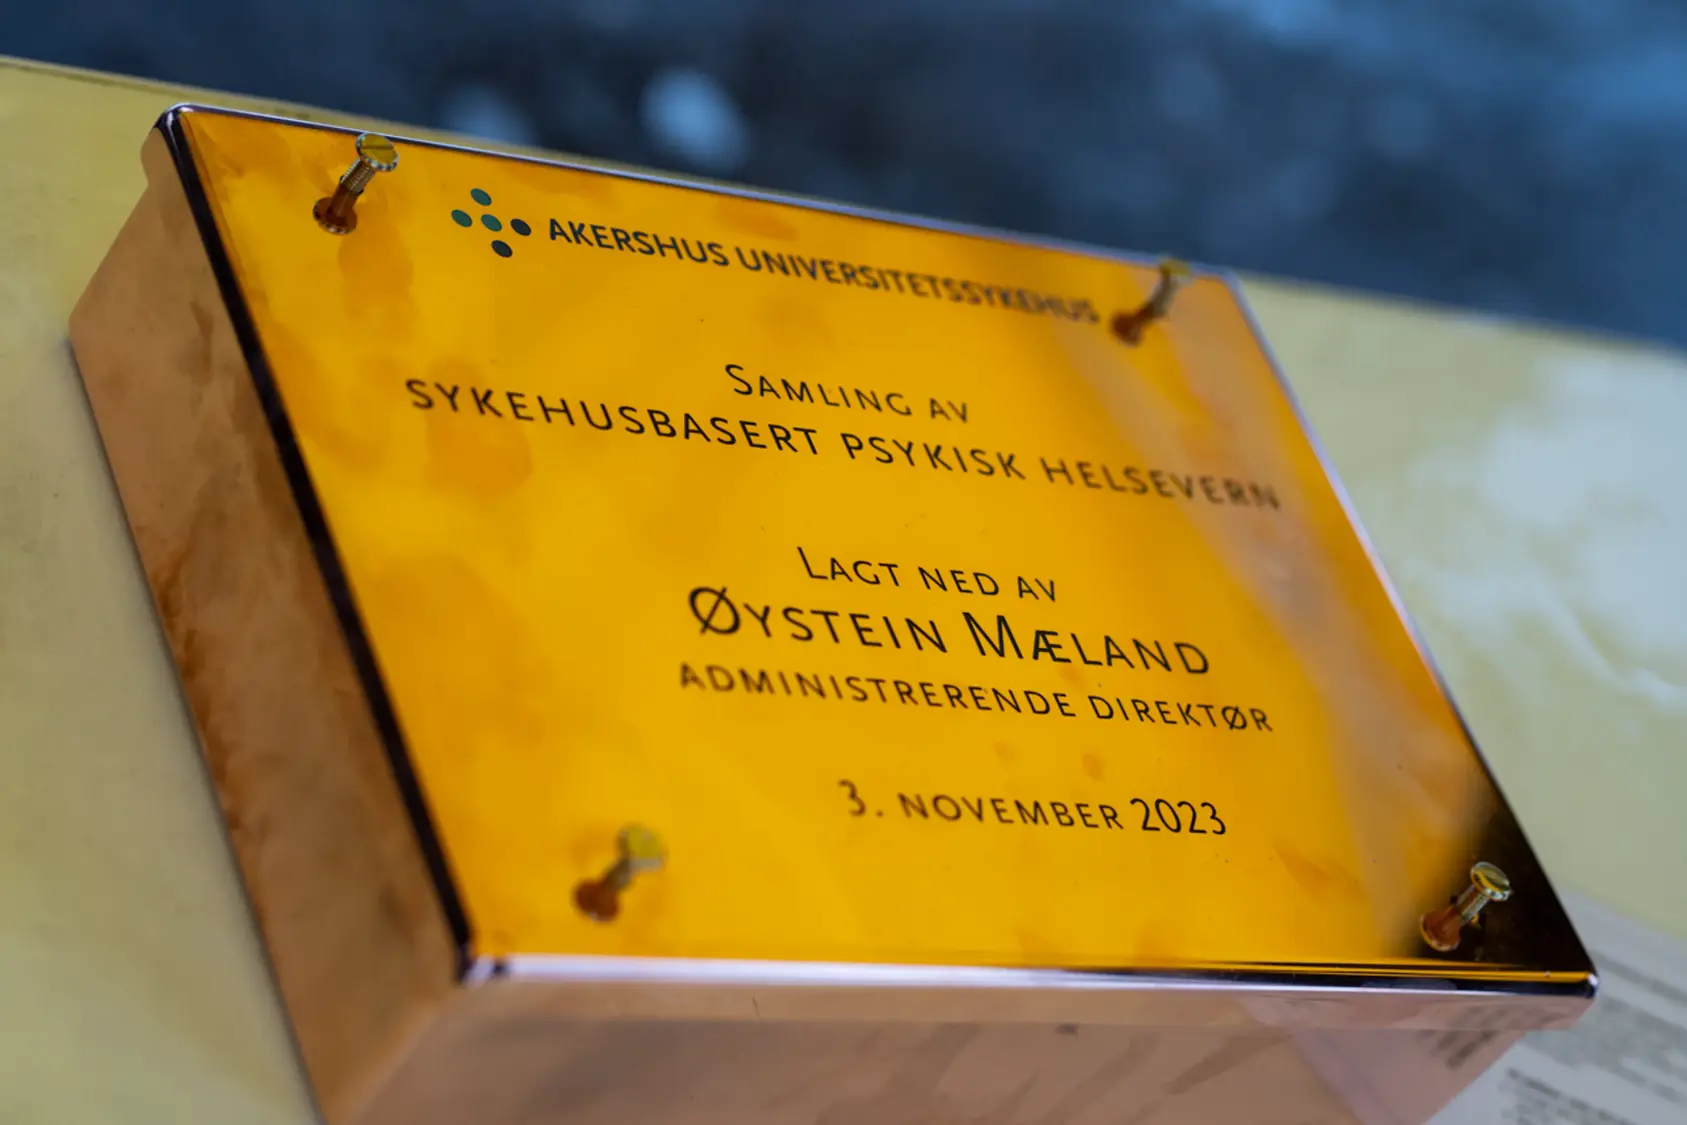 AKERSHUS UNIVERSITETSSYKEHUS
SAMLING AV
SYKEHUSBASERT PSYKISK HELSEVERN
LAGT NED AV
ØYSTEIN MÆLAND
ADMINISTRERENDE DIREKTØR
3. NOVEMBER 2023